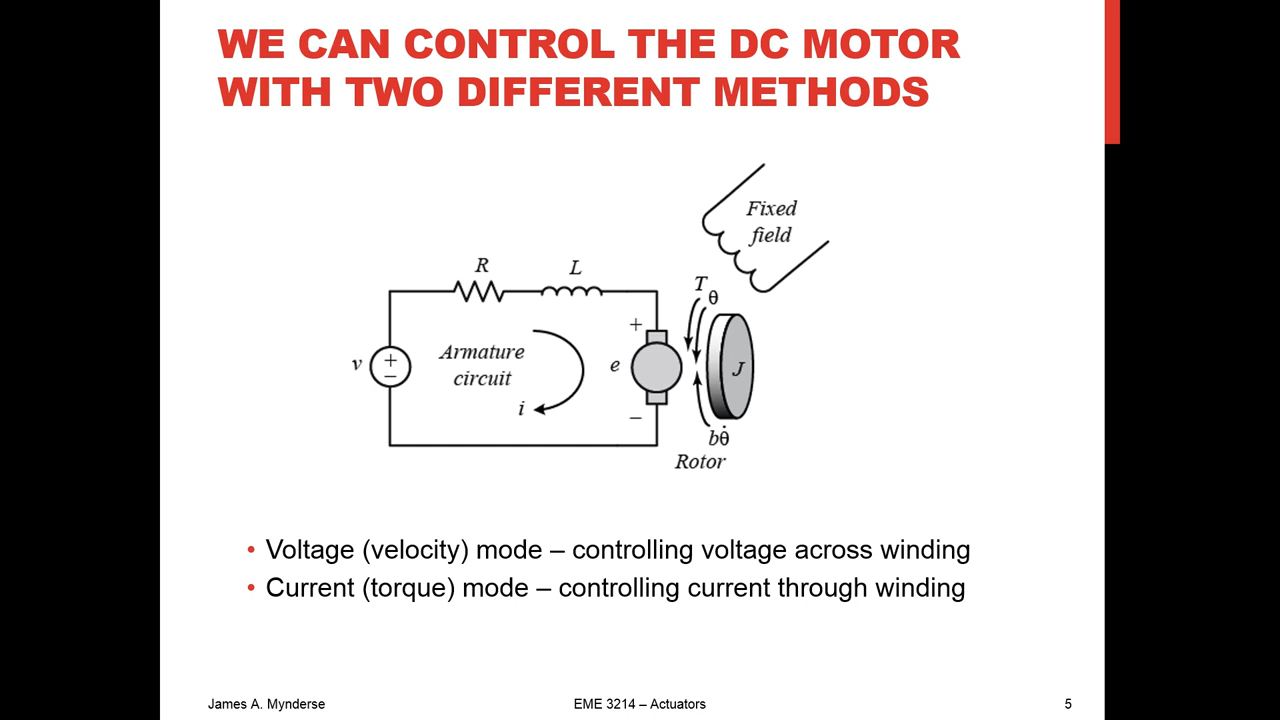 WE CAN CONTROL THE DC MOTOR
WITH TWO DIFFERENT METHODS
Fixed
field
R
L
T
θ
+
v
+
−
Armature
circuit
i
e
J
−
bθ̇
Rotor
• Voltage (velocity) mode – controlling voltage across winding
• Current (torque) mode – controlling current through winding
James A. Mynderse
EME 3214 – Actuators
5